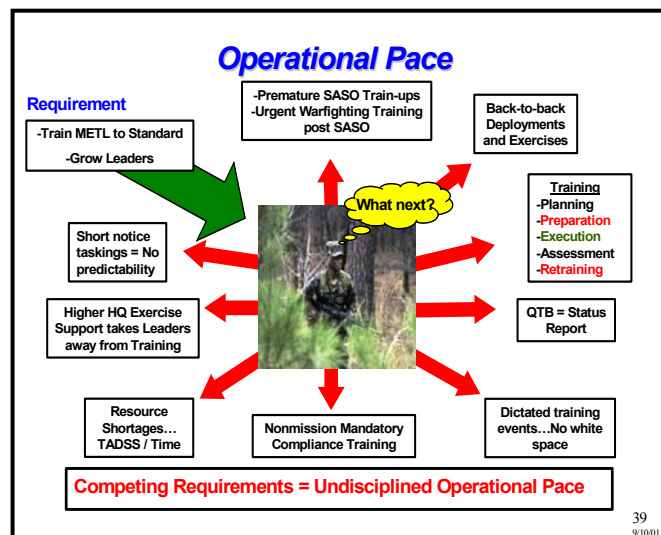 Operational Pace
Requirement
-Train METL to Standard
-Grow Leaders
-Premature SASO Train-ups
-Urgent Warfighting Training
post SASO
Back-to-back
Deployments
and Exercises
What next?
Training
-Planning
-Preparation
-Execution
-Assessment
-Retraining
Short notice
taskings = No
predictability
Higher HQ Exercise
Support takes Leaders
away from Training
QTB = Status
Report
Resource
Shortages…
TADSS / Time
Nonmission Mandatory
Compliance Training
Dictated training
events…No white
space
Competing Requirements = Undisciplined Operational Pace
39
9/10/01